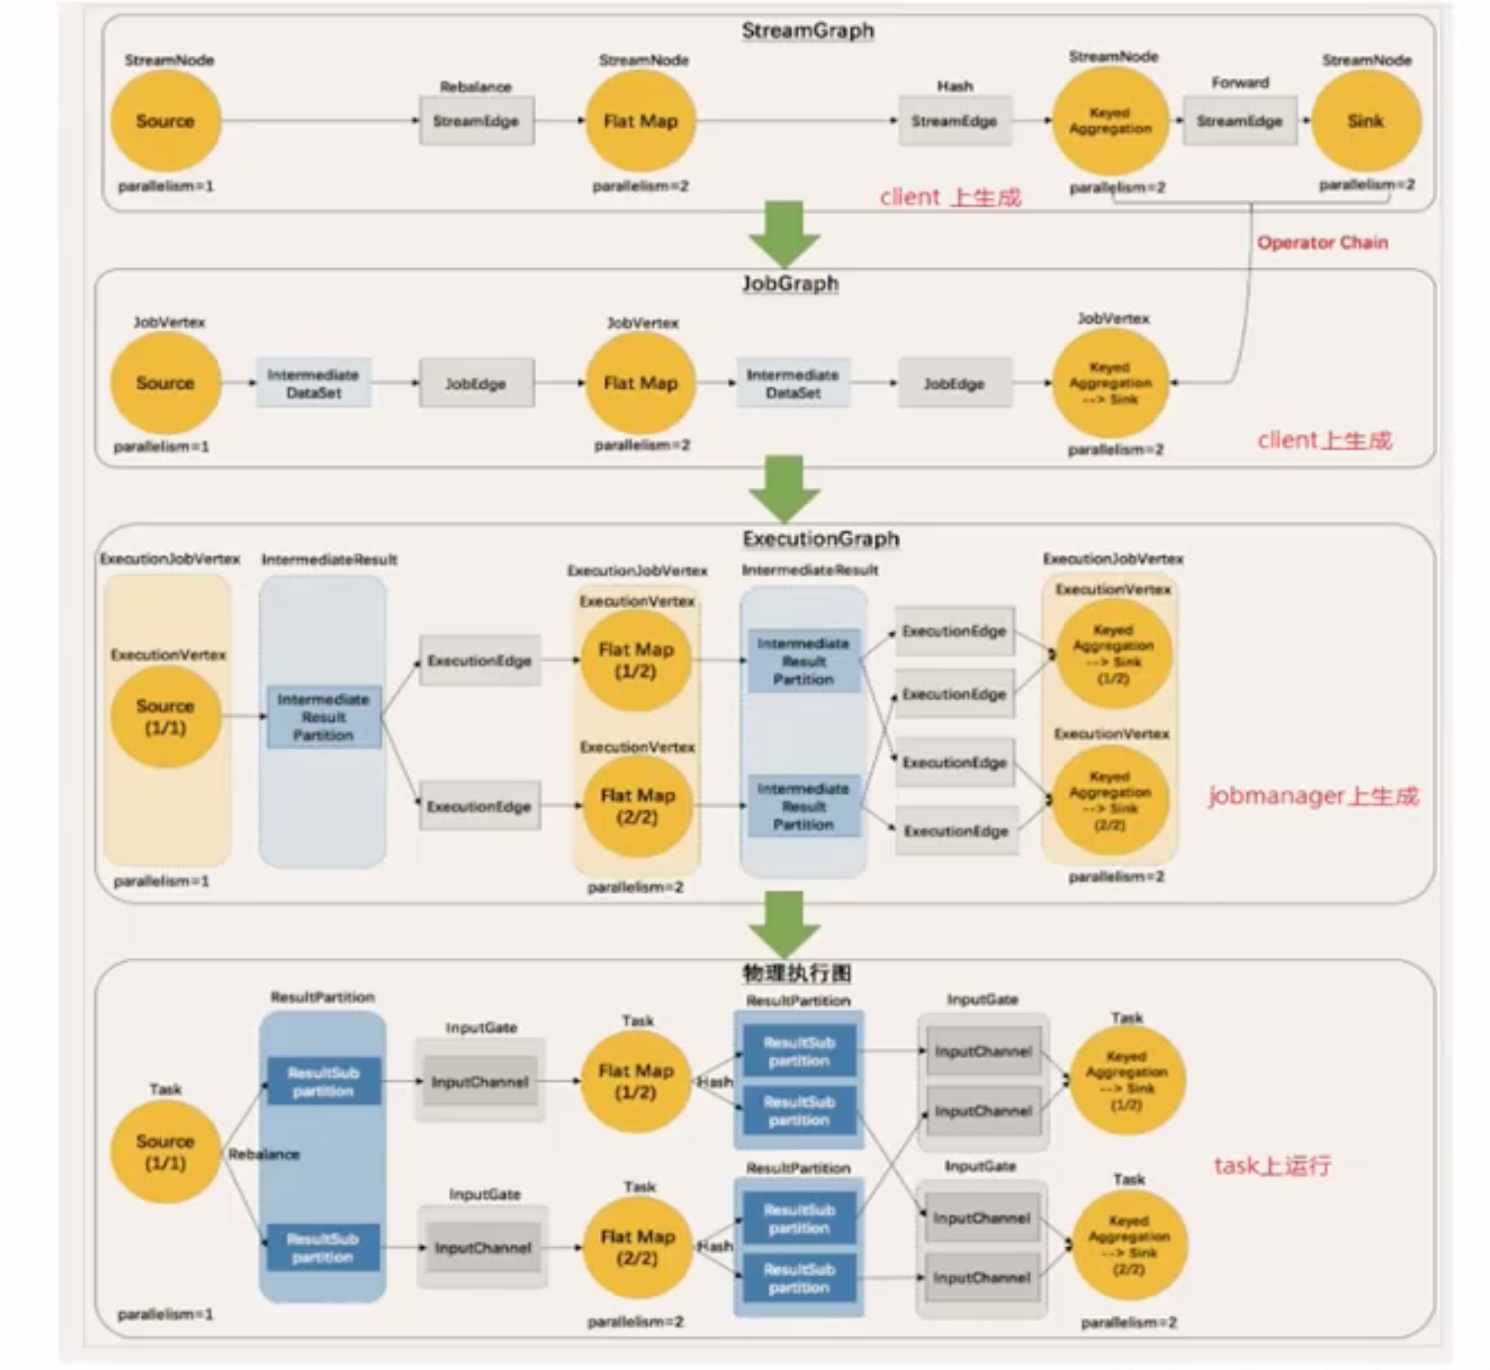 StreamGraph
StreamNode
StreamNode
StreamNode
StreamNode
Rebalance
Hash
Forward
Source
StreamEdge
Flat Map
StreamEdge
Keyed
Aggregation
StreamEdge
Sink
parallelism=1
parallelism=2
parallelism=2
parallelism=2
client 上生成
Operator Chain
JobGraph
JobVertex
JobVertex
JobVertex
Source
Intermediate
DataSet
JobEdge
Flat Map
Intermediate
DataSet
JobEdge
Keyed
Aggregation
--> Sink
parallelism=1
parallelism=2
parallelism=2
client上生成
ExecutionGraph
ExecutionJobVertex
IntermediateResult
ExecutionJobVertex
IntermediateResult
ExecutionJobVertex
ExecutionVertex
Source
(1/1)
Intermediate
Result
Partition
ExecutionEdge
ExecutionEdge
ExecutionVertex
Flat Map
(1/2)
ExecutionVertex
Flat Map
(2/2)
Intermediate
Result
Partition
Intermediate
Result
Partition
ExecutionEdge
ExecutionEdge
ExecutionEdge
ExecutionEdge
ExecutionVertex
Keyed
Aggregation
--> Sink
(1/2)
ExecutionVertex
Keyed
Aggregation
--> Sink
(2/2)
jobmanager上生成
parallelism=1
parallelism=2
parallelism=2
物理执行图
ResultPartition
InputGate
Task
ResultPartition
InputGate
Task
Task
Source
(1/1)
Rebalance
ResultSub
partition
ResultSub
partition
InputChannel
InputGate
InputChannel
Flat Map
(1/2)
Hash
Task
Flat Map
(2/2)
Hash
ResultSub
partition
ResultSub
partition
ResultPartition
ResultSub
partition
ResultSub
partition
InputChannel
InputChannel
InputGate
InputChannel
InputChannel
Keyed
Aggregation
--> Sink
(1/2)
Task
Keyed
Aggregation
--> Sink
(2/2)
task上运行
parallelism=1
parallelism=2
parallelism=2